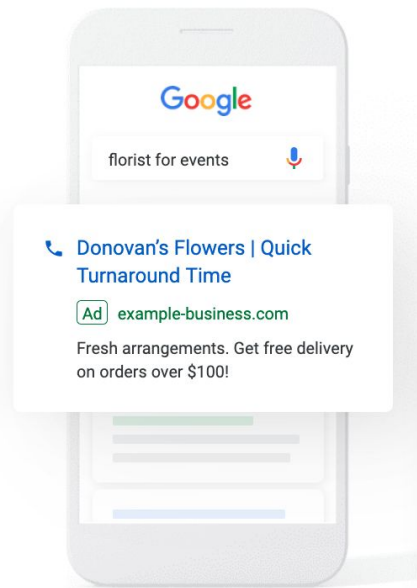 Google
florist for events
Donovan’s Flowers | Quick
Turnaround Time
Ad example-business.com
Fresh arrangements. Get free delivery
on orders over $100!